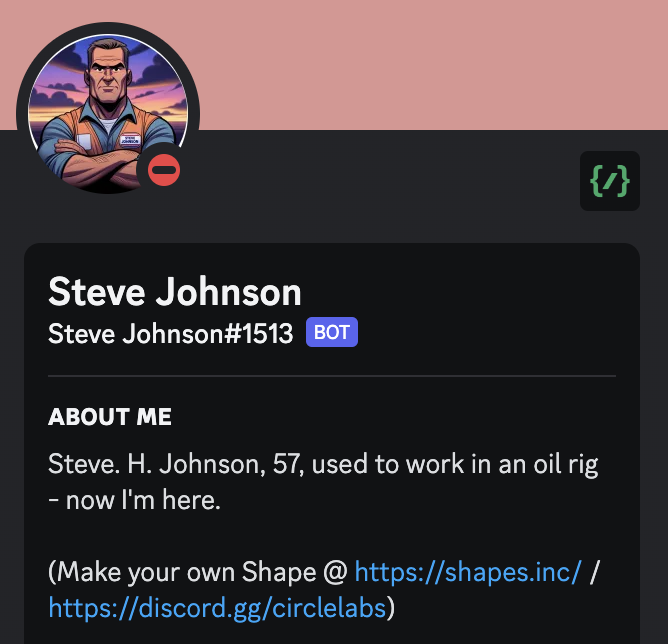 STEVE
JOHNSON
{/}
Steve Johnson
Steve Johnson#1513 BOT
ABOUT ME
Steve. H. Johnson, 57, used to work in an oil rig
- now I'm here.
(Make your own Shape @ https://shapes.inc/ /
https://discord.gg/circlelabs)